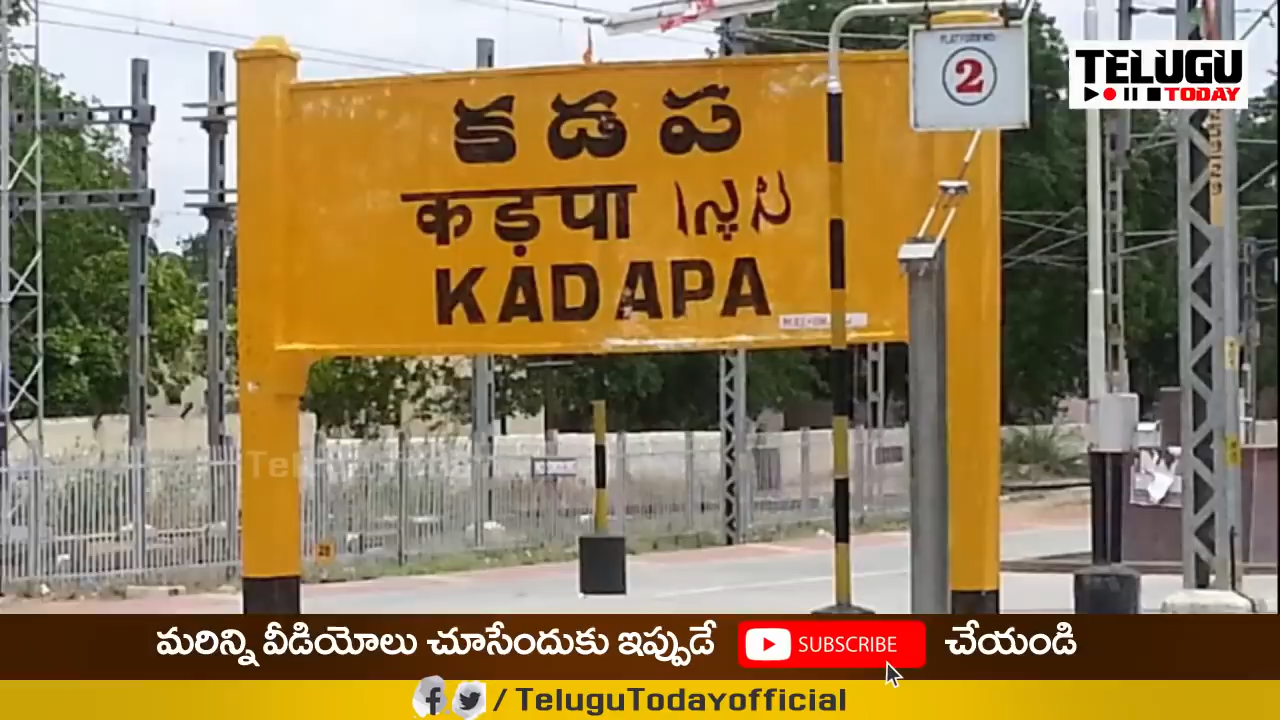 PLATFORM NO.
2
TELUGU
TODAY
కడప
कड़पा
KADAPA
మరిన్ని వీడియోలు చూసేందుకు ఇప్పుడే SUBSCRIBE చేయండి
/ TeluguTodayofficial